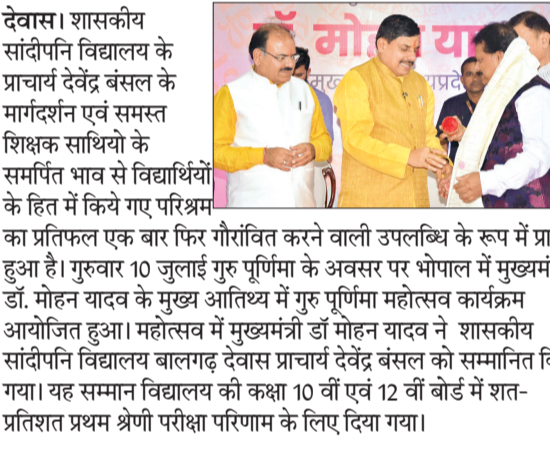 डॉ. मोहन या
देवास। शासकीय
सांदीपनि विद्यालय के
प्राचार्य देवेंद्र बंसल के
मार्गदर्शन एवं समस्त
शिक्षक साथियो के
समर्पित भाव से विद्यार्थियों
के हित में किये गए परिश्रम
का प्रतिफल एक बार फिर गौरांवित करने वाली उपलब्धि के रूप में प्रा
हुआ है। गुरुवार 10 जुलाई गुरु पूर्णिमा के अवसर पर भोपाल में मुख्यमं
डॉ. मोहन यादव के मुख्य आतिथ्य में गुरु पूर्णिमा महोत्सव कार्यक्रम
आयोजित हुआ। महोत्सव में मुख्यमंत्री डॉ मोहन यादव ने शासकीय
सांदीपनि विद्यालय बालगढ़ देवास प्राचार्य देवेंद्र बंसल को सम्मानित कि
गया। यह सम्मान विद्यालय की कक्षा 10 वीं एवं 12 वीं बोर्ड में शत-
प्रतिशत प्रथम श्रेणी परीक्षा परिणाम के लिए दिया गया।